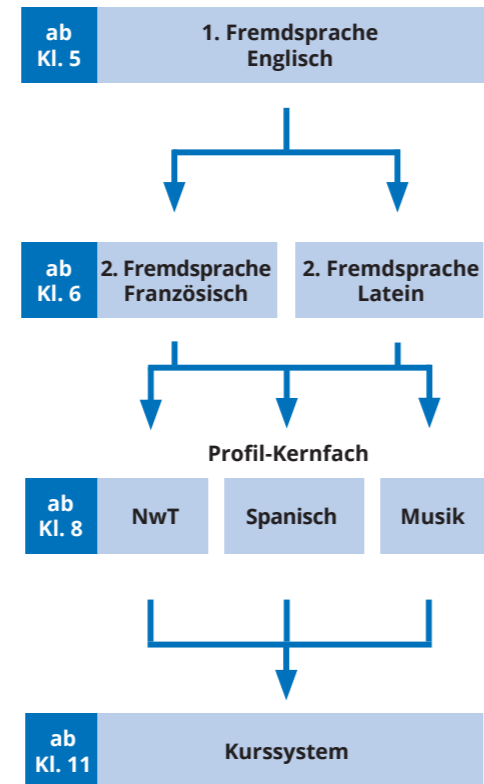 ab
Kl. 5
1. Fremdsprache
Englisch
ab
Kl. 6
2. Fremdsprache
Französisch
2. Fremdsprache
Latein
Profil-Kernfach
ab
Kl. 8
NwT
Spanisch
Musik
ab
Kl. 11
Kurssystem